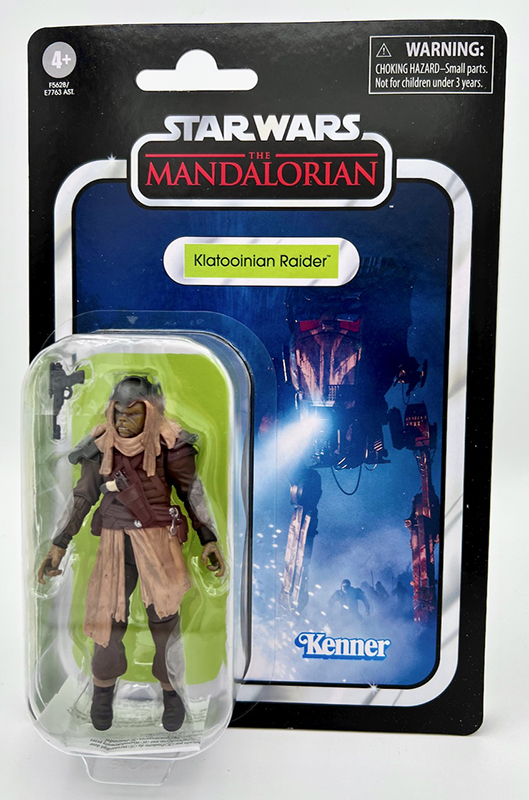 4+
F5628/
E7763 AST.
WARNING:
CHOKING HAZARD–Small parts.
Not for children under 3 years.
STAR WARS
THE
MANDALORIAN
Klatooinian Raider™
Kenner